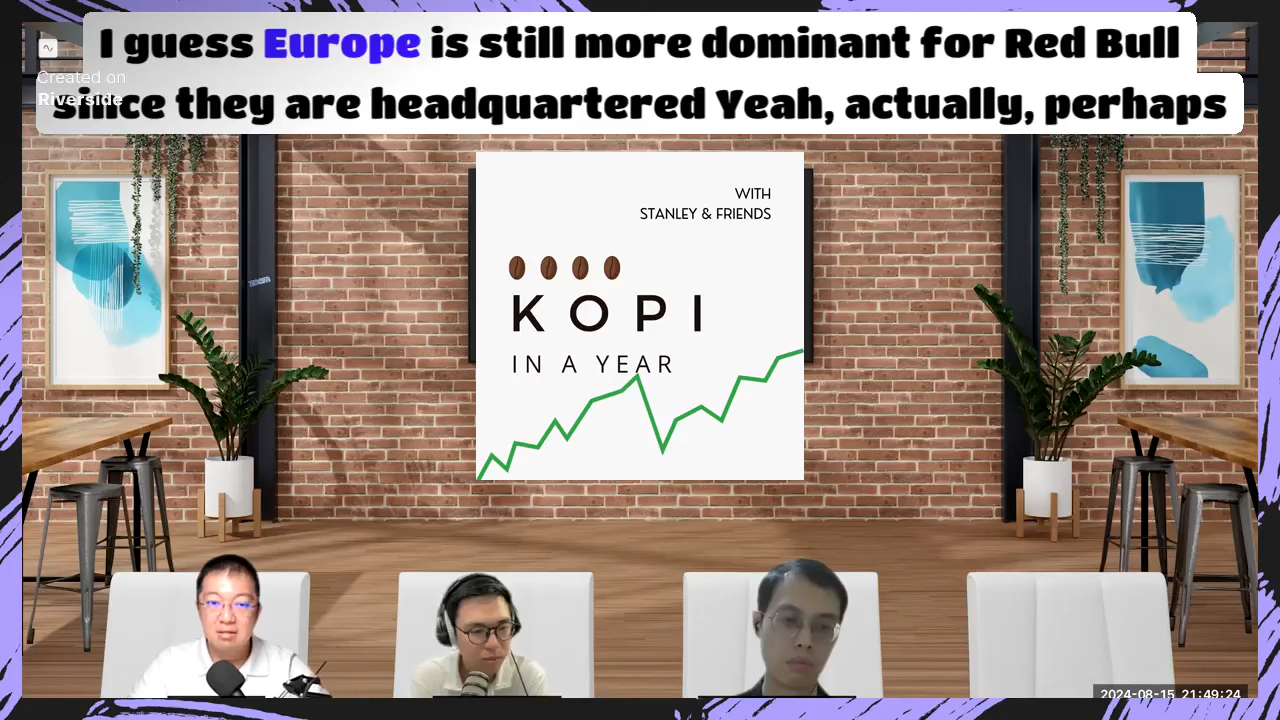 I guess Europe is still more dominant for Red Bull
since they are headquartered Yeah, actually, perhaps
Created on
Riverside
WITH
STANLEY & FRIENDS
KOPI
IN A YEAR
2024-08-15 21:49:24